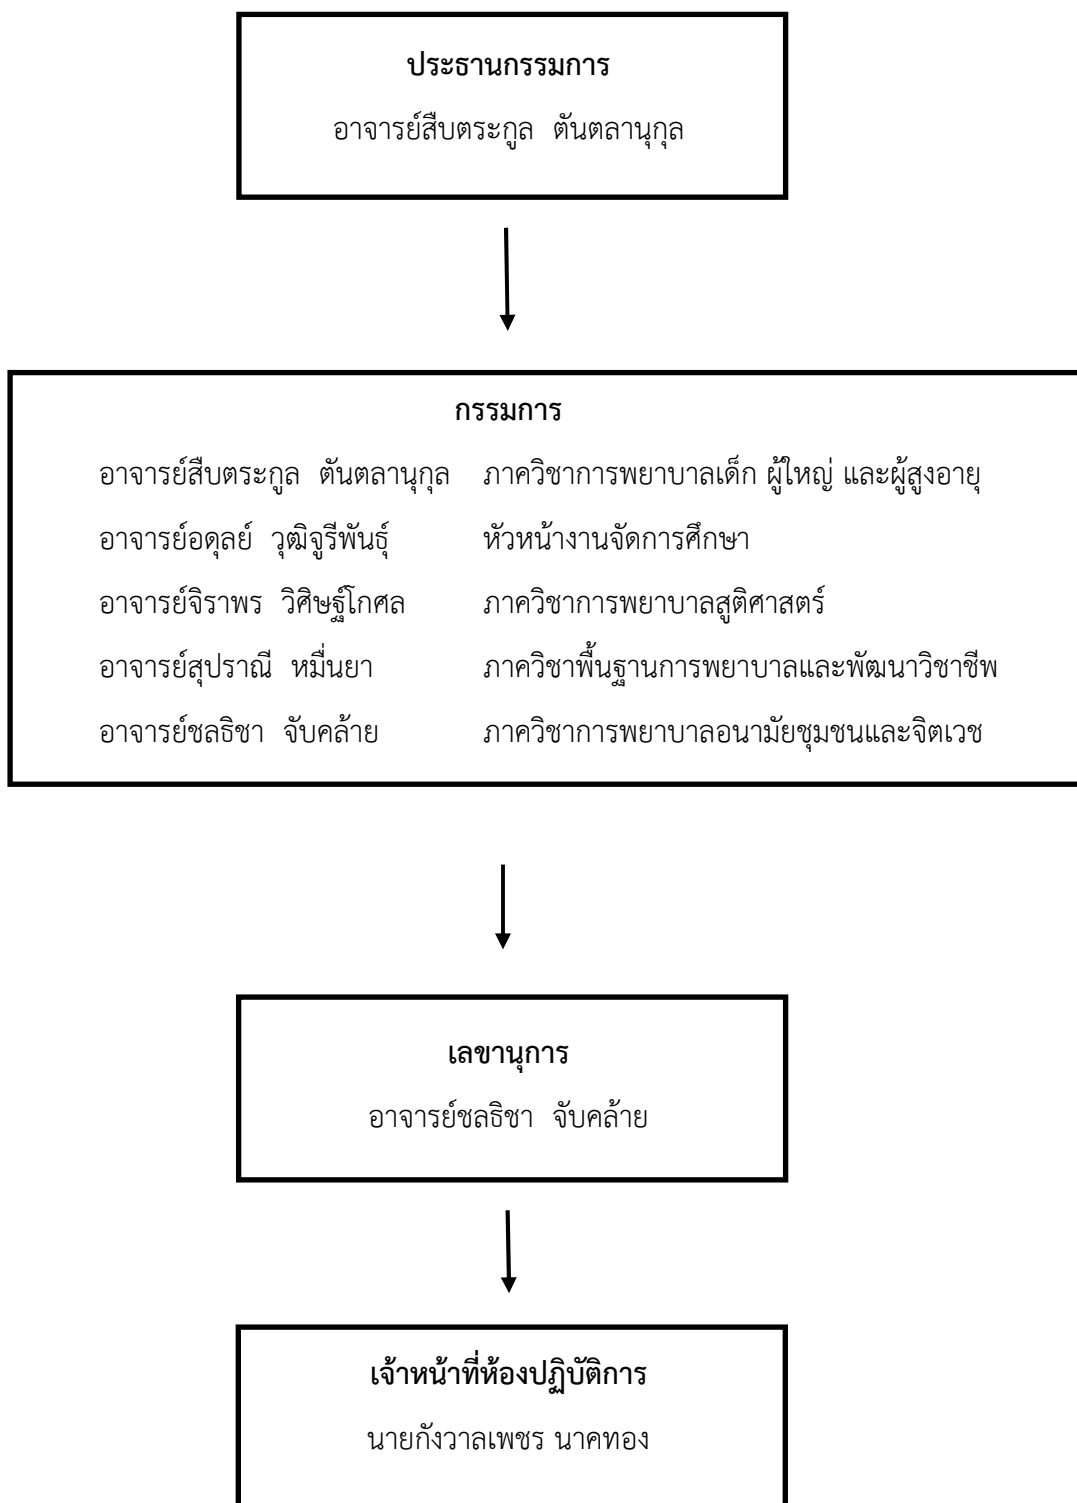 ประธานกรรมการ
อาจารย์สืบตระกูล ตันตลานุกุล
กรรมการ
อาจารย์สืบตระกูล ตันตลานุกุล ภาควิชาการพยาบาลเด็ก ผู้ใหญ่ และผู้สูงอายุ
อาจารย์อดุลย์ วุฒิจูรีพันธุ์ หัวหน้างานจัดการศึกษา
อาจารย์จิราพร วิศิษฐ์โกศล ภาควิชาการพยาบาลสูติศาสตร์
อาจารย์สุปราณี หมื่นยา ภาควิชาพื้นฐานการพยาบาลและพัฒนาวิชาชีพ
อาจารย์ชลธิชา จับคล้าย ภาควิชาการพยาบาลอนามัยชุมชนและจิตเวช
เลขานุการ
อาจารย์ชลธิชา จับคล้าย
เจ้าหน้าที่ห้องปฏิบัติการ
นายกังวาลเพชร นาคทอง